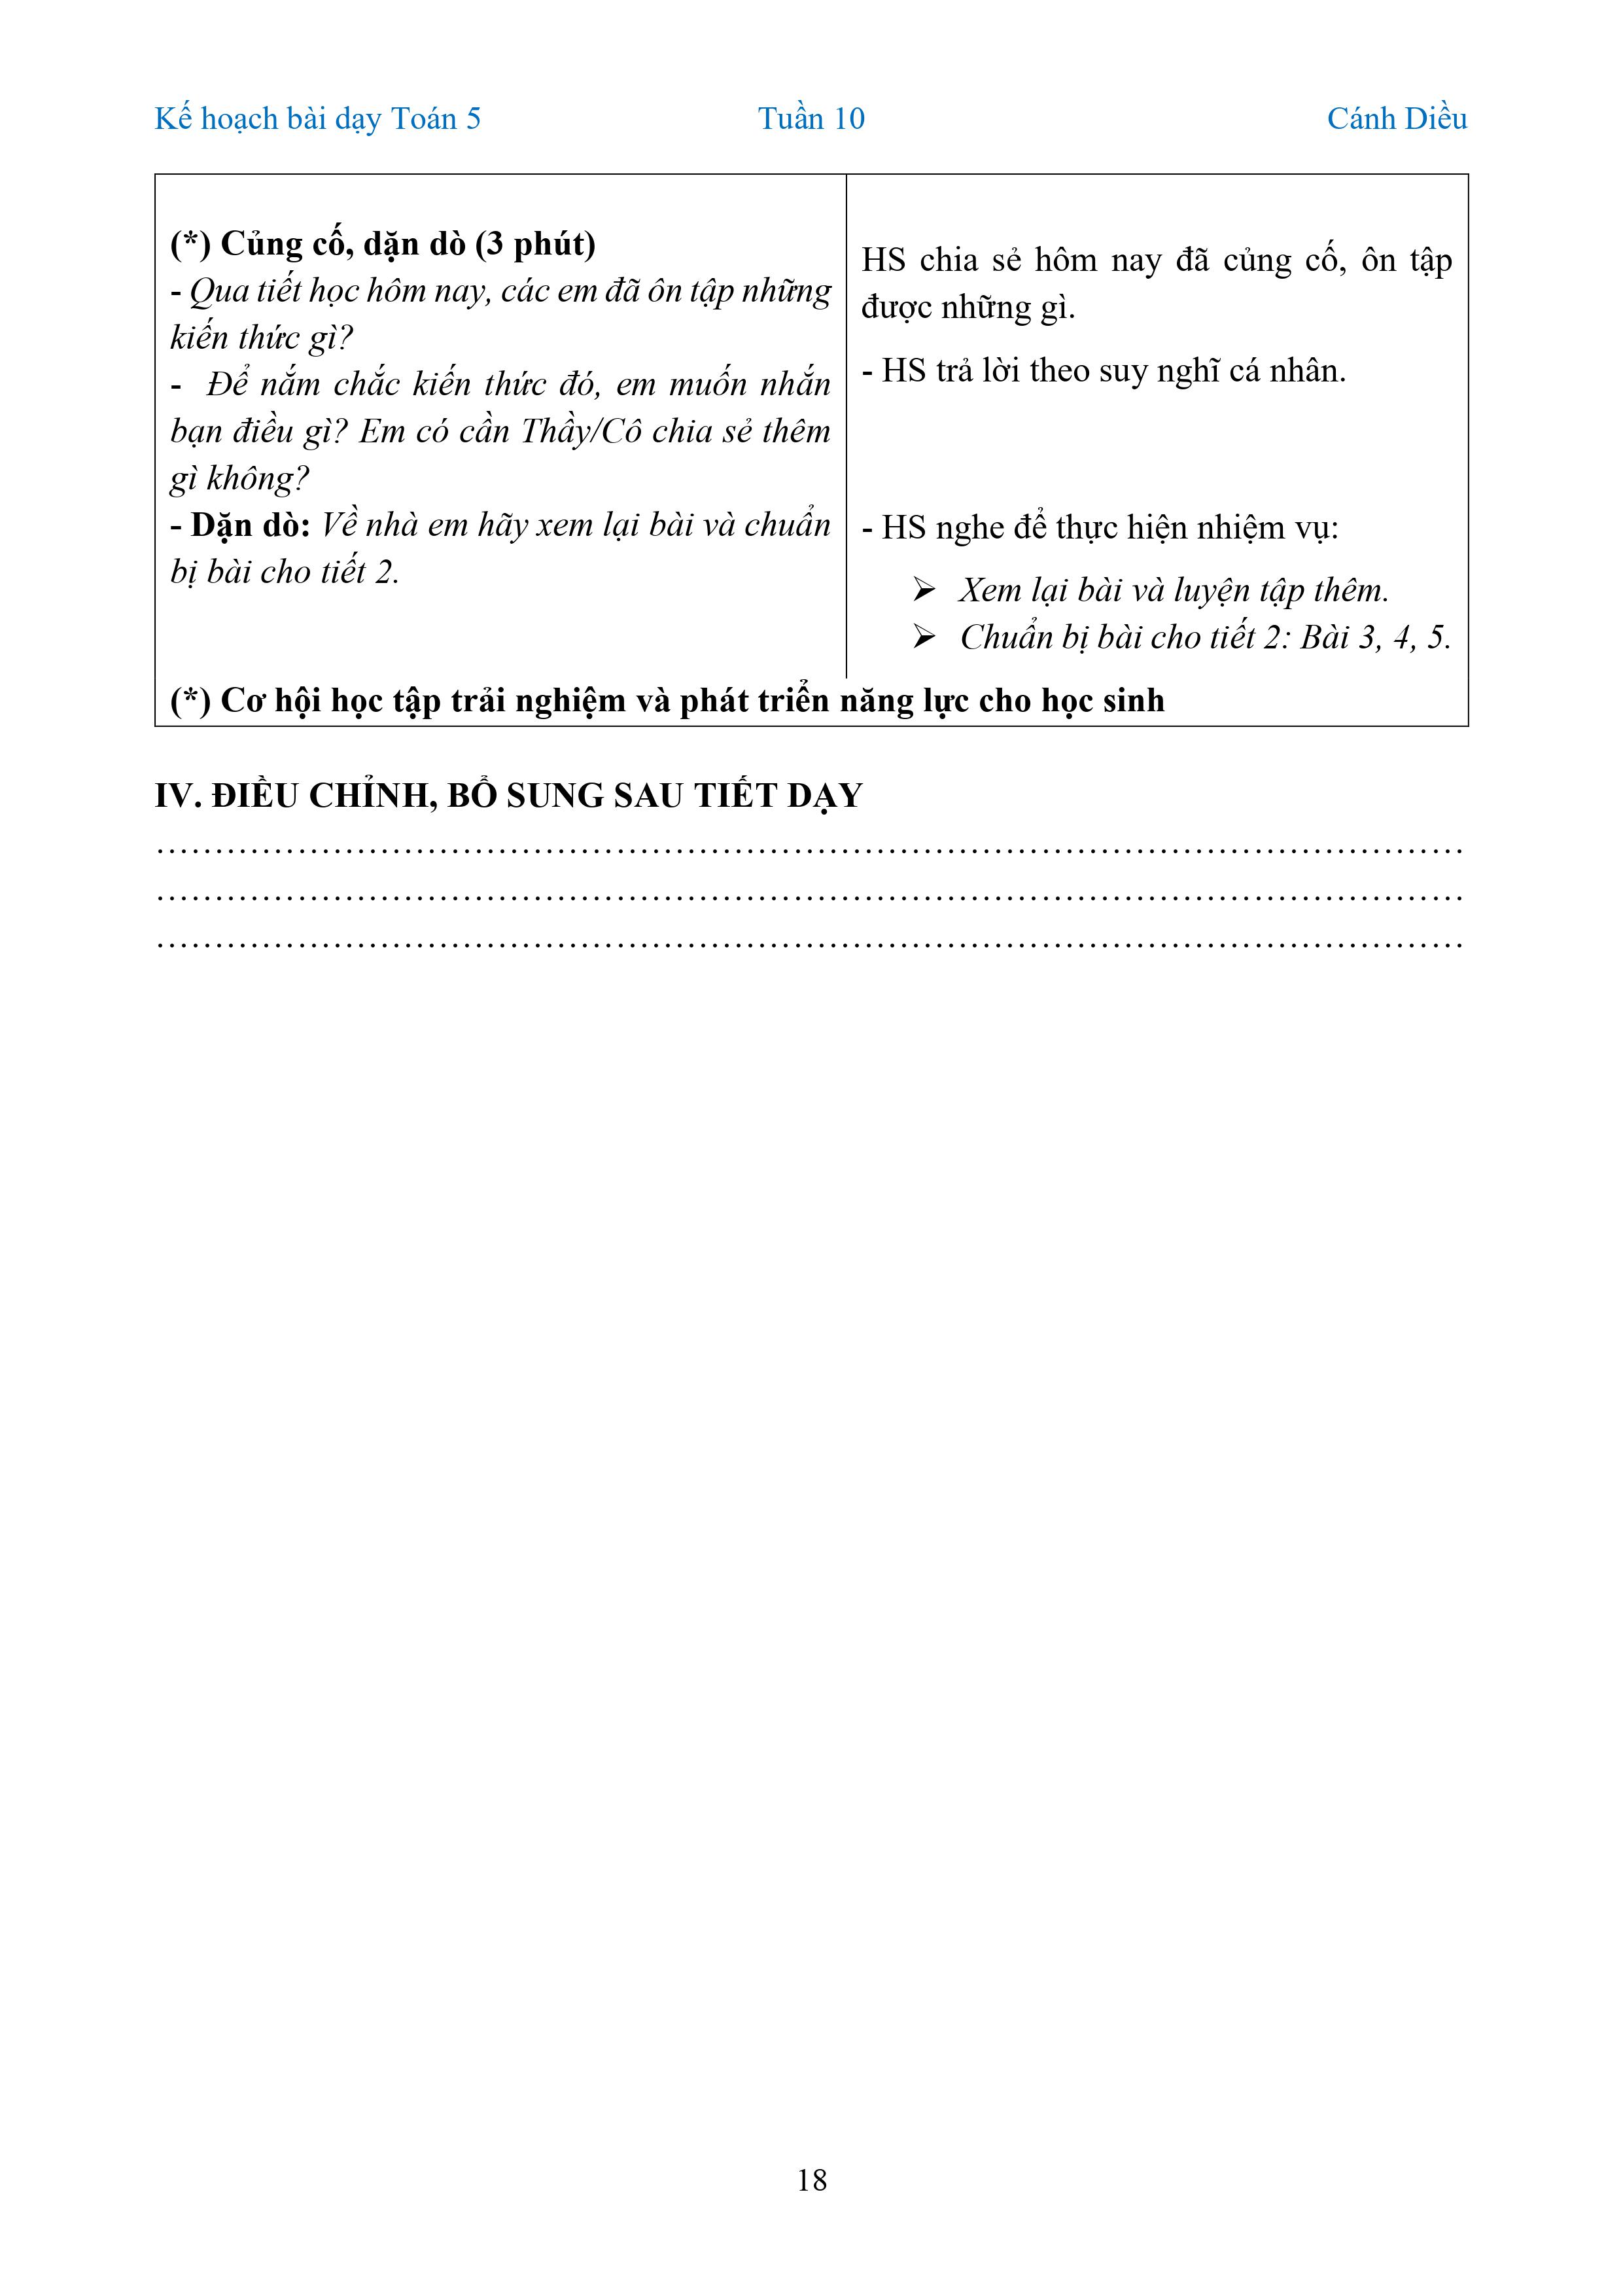 Kế hoạch bài dạy Toán 5 Tuần 10 Cánh Diều
(*) Củng cố, dặn dò (3 phút)
- Qua tiết học hôm nay, các em đã ôn tập những
kiến thức gì?
- Để nắm chắc kiến thức đó, em muốn nhắn
bạn điều gì? Em có cần Thầy/Cô chia sẻ thêm
gì không?
- Dặn dò: Về nhà em hãy xem lại bài và chuẩn
bị bài cho tiết 2.
HS chia sẻ hôm nay đã củng cố, ôn tập
được những gì.
- HS trả lời theo suy nghĩ cá nhân.
- HS nghe để thực hiện nhiệm vụ:
➢ Xem lại bài và luyện tập thêm.
➢ Chuẩn bị bài cho tiết 2: Bài 3, 4, 5.
(*) Cơ hội học tập trải nghiệm và phát triển năng lực cho học sinh
IV. ĐIỀU CHỈNH, BỔ SUNG SAU TIẾT DẠY
……………………………………………………………………………………………
……………………………………………………………………………………………
……………………………………………………………………………………………
18